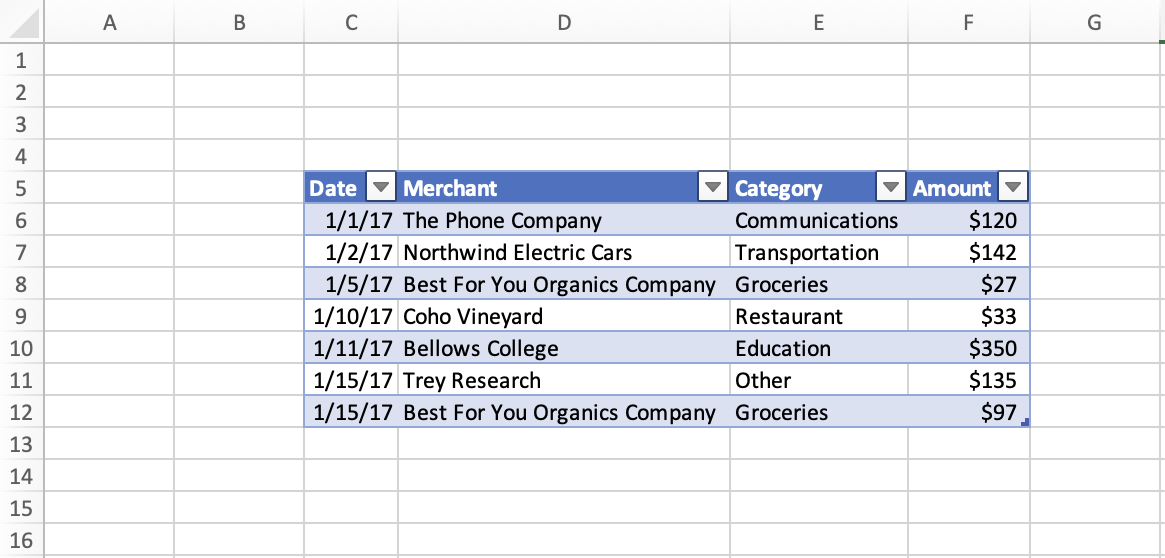 A B C D E F G
1
2
3
4
5 Date Merchant Category Amount
6 1/1/17 The Phone Company Communications $120
7 1/2/17 Northwind Electric Cars Transportation $142
8 1/5/17 Best For You Organics Company Groceries $27
9 1/10/17 Coho Vineyard Restaurant $33
10 1/11/17 Bellows College Education $350
11 1/15/17 Trey Research Other $135
12 1/15/17 Best For You Organics Company Groceries $97
13
14
15
16